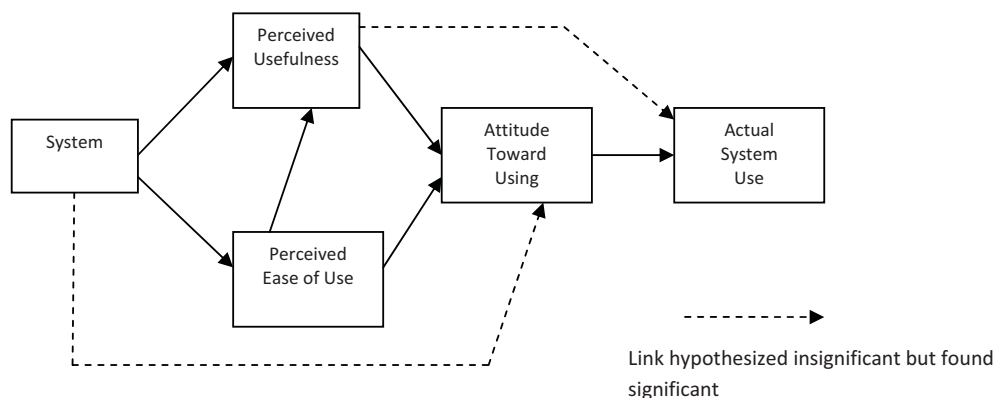 Perceived
Usefulness
System
Attitude
Toward
Using
Actual
System
Use
Perceived
Ease of Use
Link hypothesized insignificant but found
significant